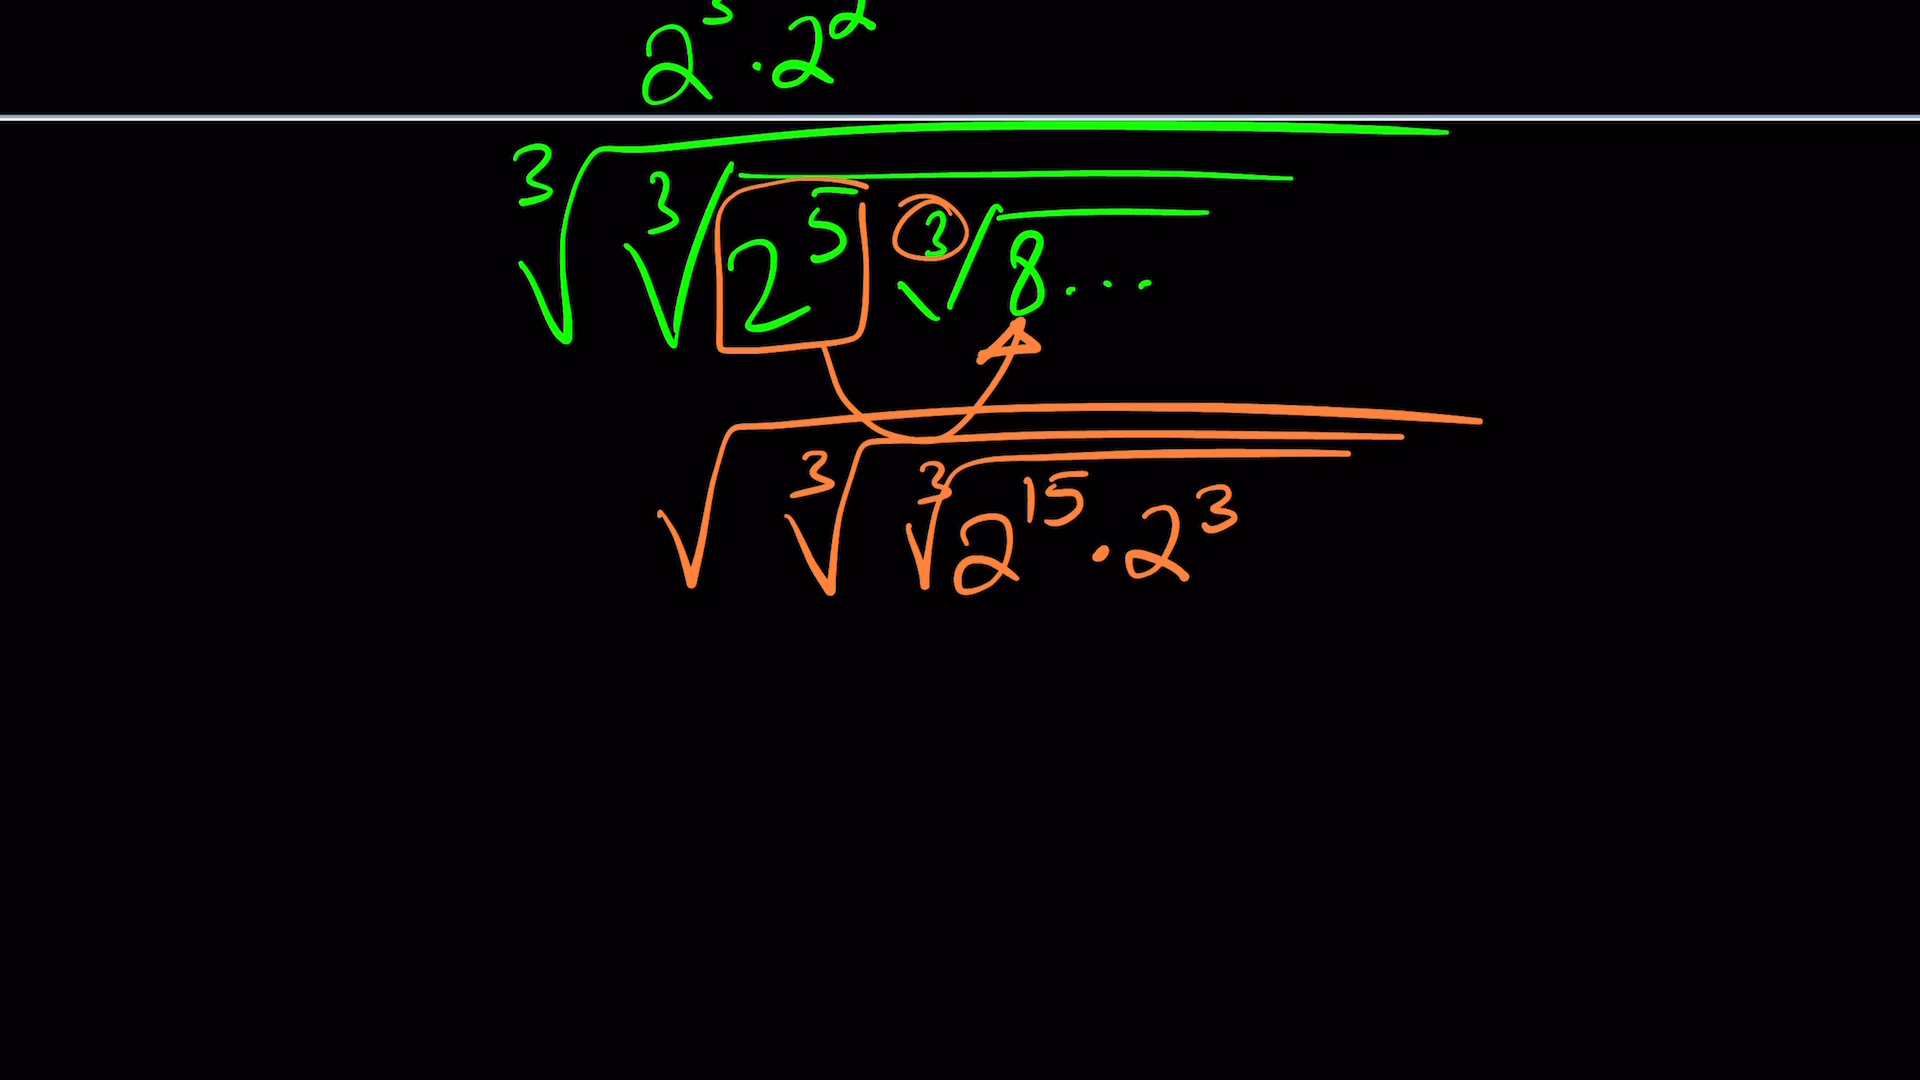 2³ · 2²
∛∛2⁵ ∛8...
√∛∛2¹⁵ · 2³